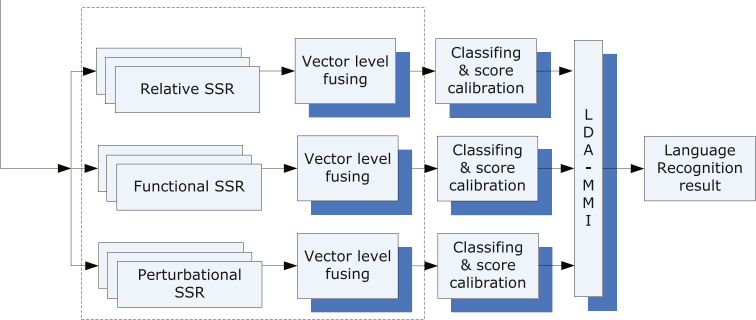 Relative SSR
Vector level
fusing
Classifing
& score
calibration
Functional SSR
Vector level
fusing
Classifing
& score
calibration
Perturbational
SSR
Vector level
fusing
Classifing
& score
calibration
L
D
A
-
M
M
I
Language
Recognition
result